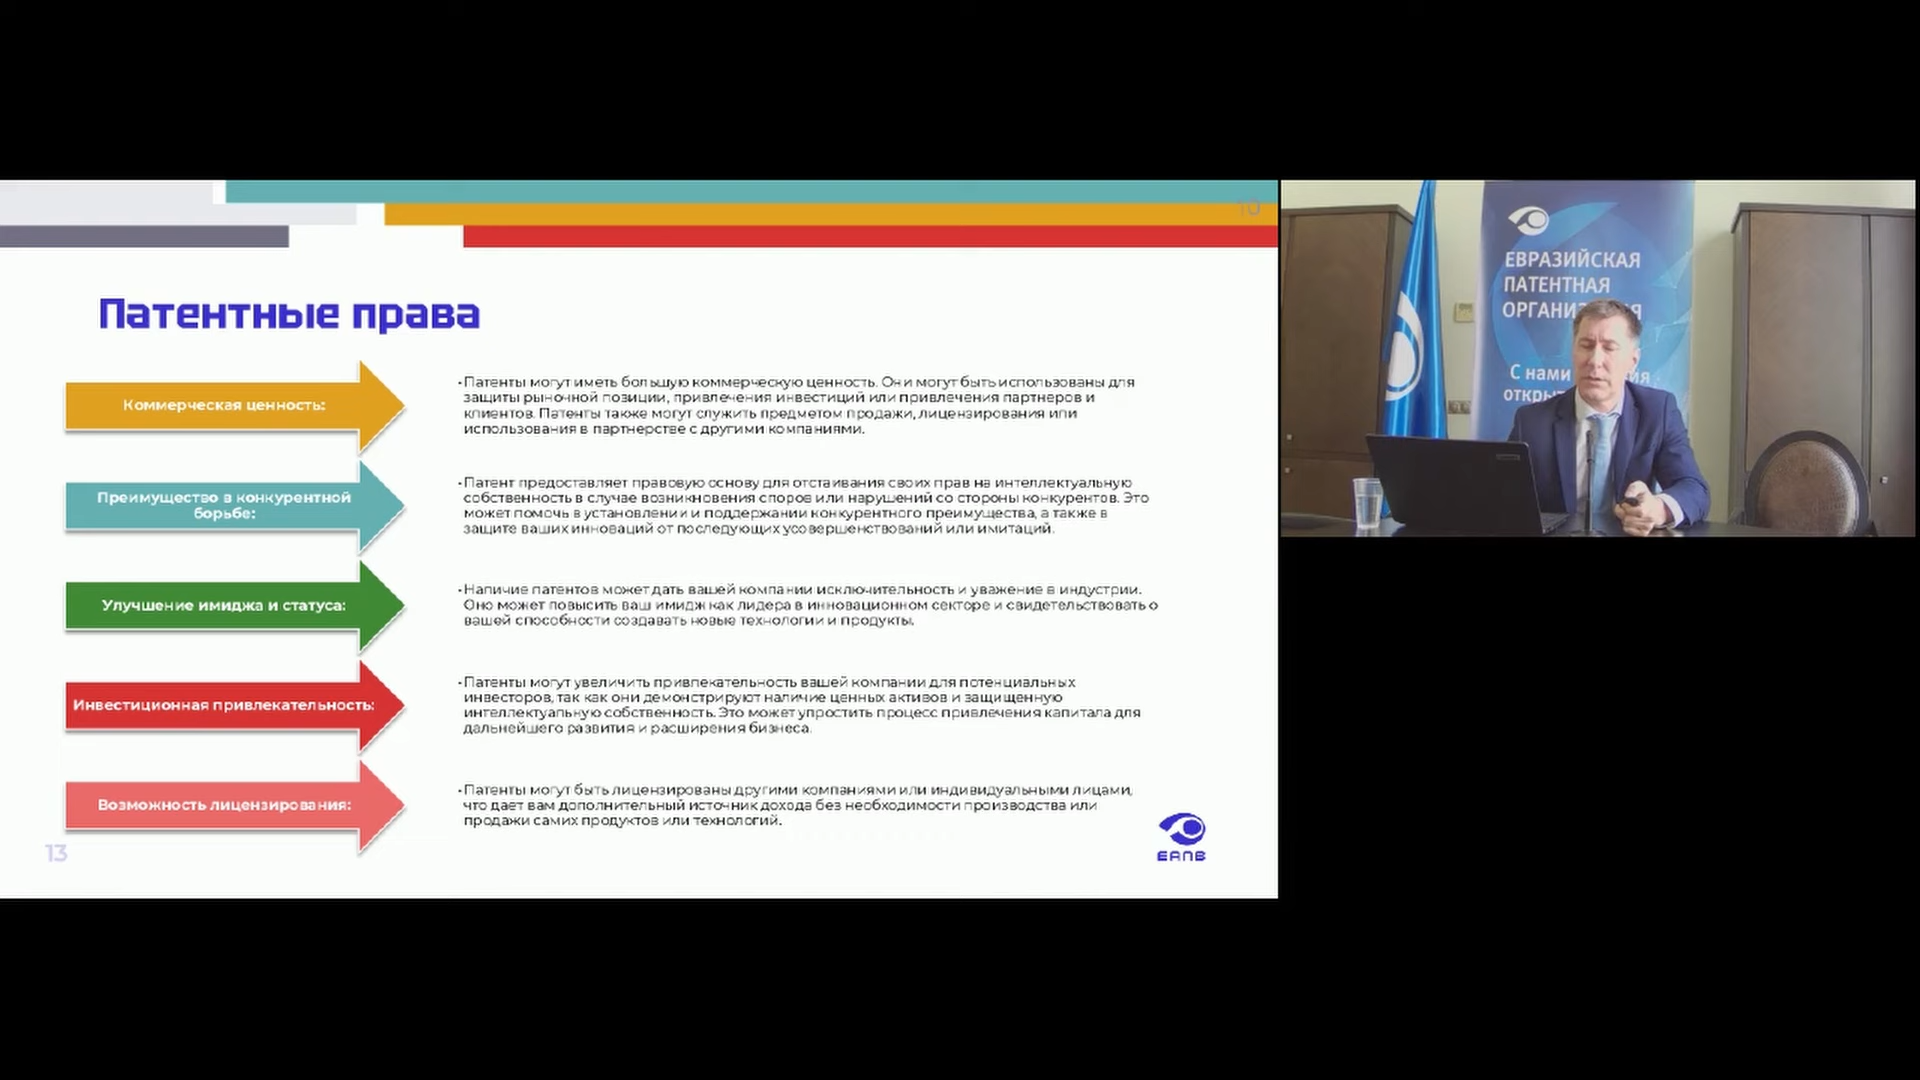 10
Патентные права
Коммерческая ценность:
•Патенты могут иметь большую коммерческую ценность. Они могут быть использованы для
защиты рыночной позиции, привлечения инвестиций или привлечения партнеров и
клиентов. Патенты также могут служить предметом продажи, лицензирования или
использования в партнерстве с другими компаниями.
Преимущество в конкурентной
борьбе:
•Патент предоставляет правовую основу для отстаивания своих прав на интеллектуальную
собственность в случае возникновения споров или нарушений со стороны конкурентов. Это
может помочь в установлении и поддержании конкурентного преимущества, а также в
защите ваших инноваций от последующих усовершенствований или имитаций.
Улучшение имиджа и статуса:
•Наличие патентов может дать вашей компании исключительность и уважение в индустрии.
Оно может повысить ваш имидж как лидера в инновационном секторе и свидетельствовать о
вашей способности создавать новые технологии и продукты.
Инвестиционная привлекательность:
•Патенты могут увеличить привлекательность вашей компании для потенциальных
инвесторов, так как они демонстрируют наличие ценных активов и защищенную
интеллектуальную собственность. Это может упростить процесс привлечения капитала для
дальнейшего развития и расширения бизнеса.
Возможность лицензирования:
•Патенты могут быть лицензированы другими компаниями или индивидуальными лицами,
что дает вам дополнительный источник дохода без необходимости производства или
продажи самих продуктов или технологий.
13
ЕАПВ
ЕВРАЗИЙСКАЯ
ПАТЕНТНАЯ
С нами